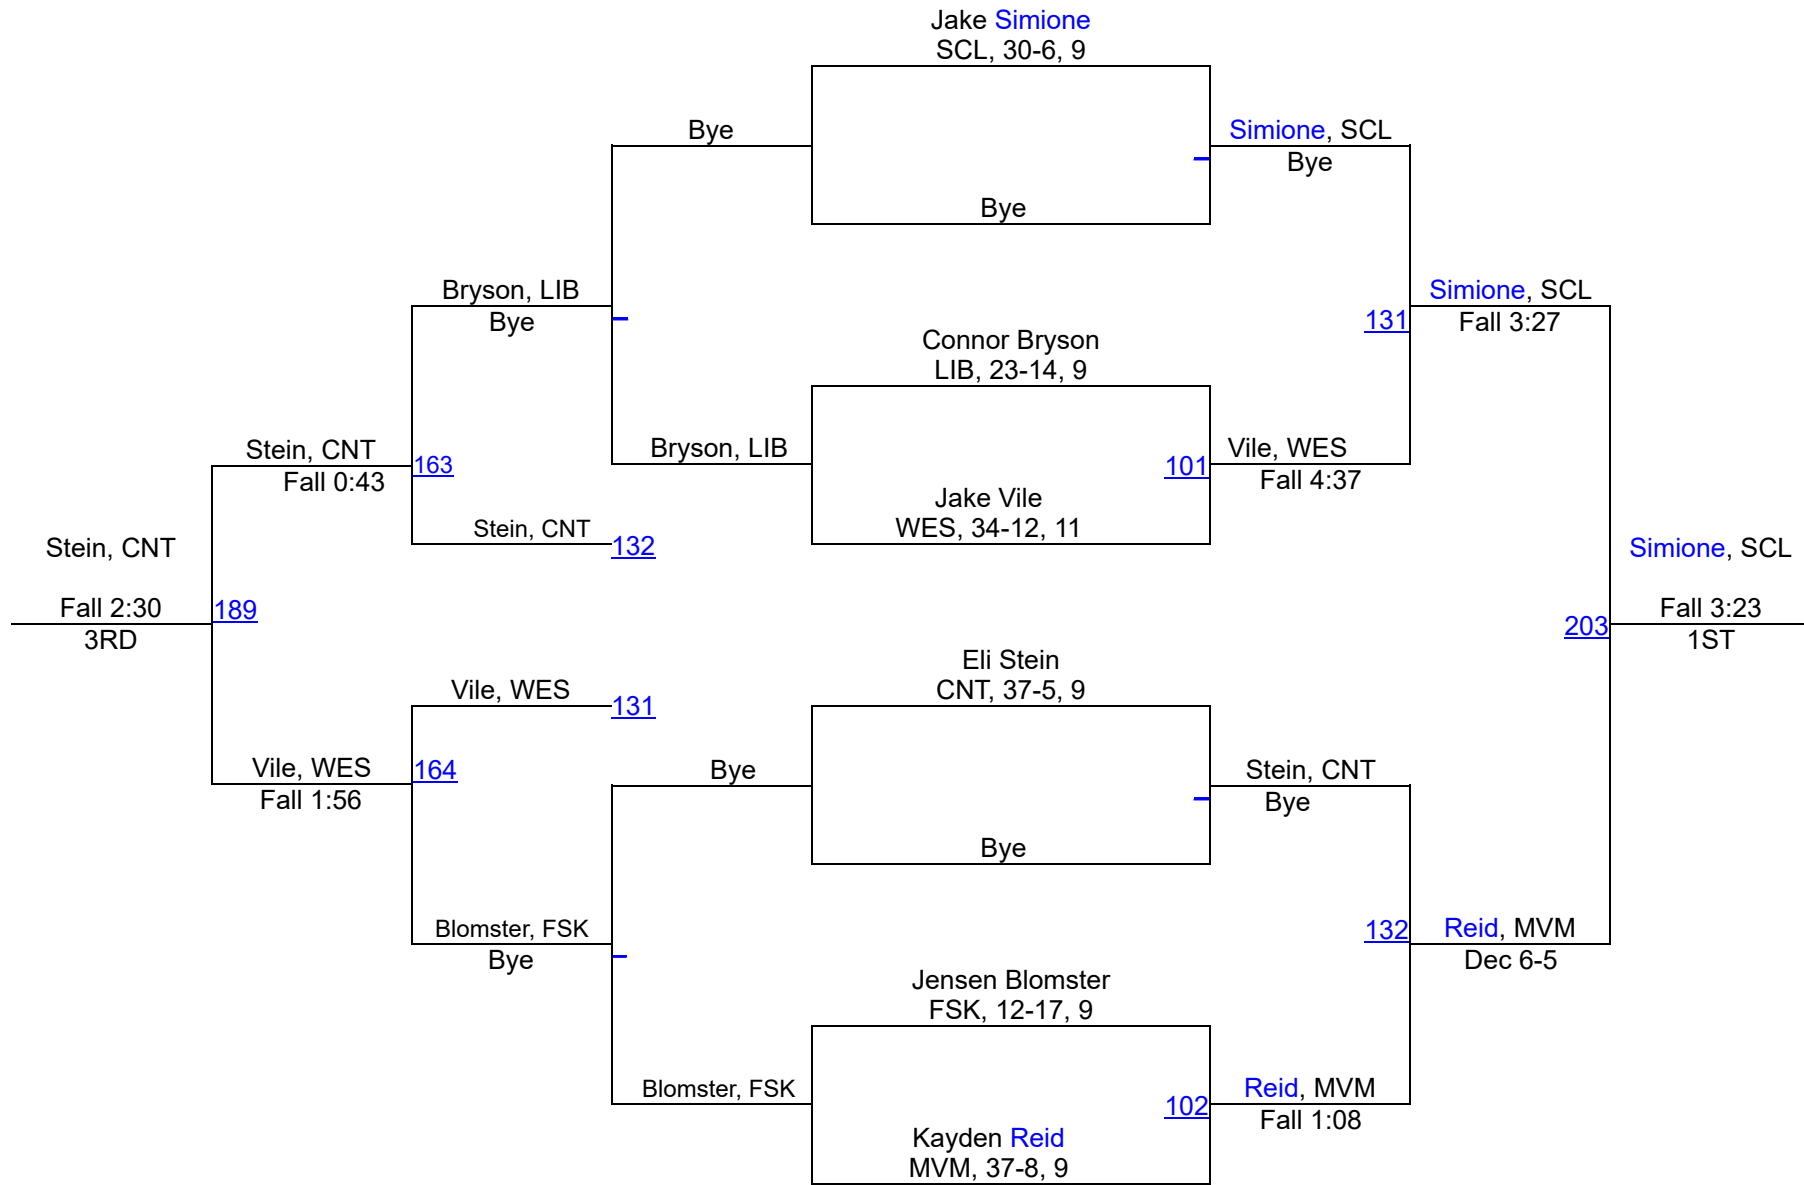 Jake Simione
SCL, 30-6, 9
Bye
Simione, SCL
Bye
Bye
Bryson, LIB
Bye
Simione, SCL
131
Fall 3:27
Connor Bryson
LIB, 23-14, 9
Stein, CNT
Fall 0:43
163
Bryson, LIB
101
Vile, WES
Fall 4:37
Jake Vile
WES, 34-12, 11
Stein, CNT
132
Stein, CNT
Fall 2:30
3RD
189
Simione, SCL
203
Fall 3:23
1ST
Eli Stein
CNT, 37-5, 9
Vile, WES
131
Vile, WES
Fall 1:56
164
Bye
Stein, CNT
Bye
Bye
Blomster, FSK
Bye
132
Reid, MVM
Dec 6-5
Jensen Blomster
FSK, 12-17, 9
Blomster, FSK
102
Reid, MVM
Fall 1:08
Kayden Reid
MVM, 37-8, 9